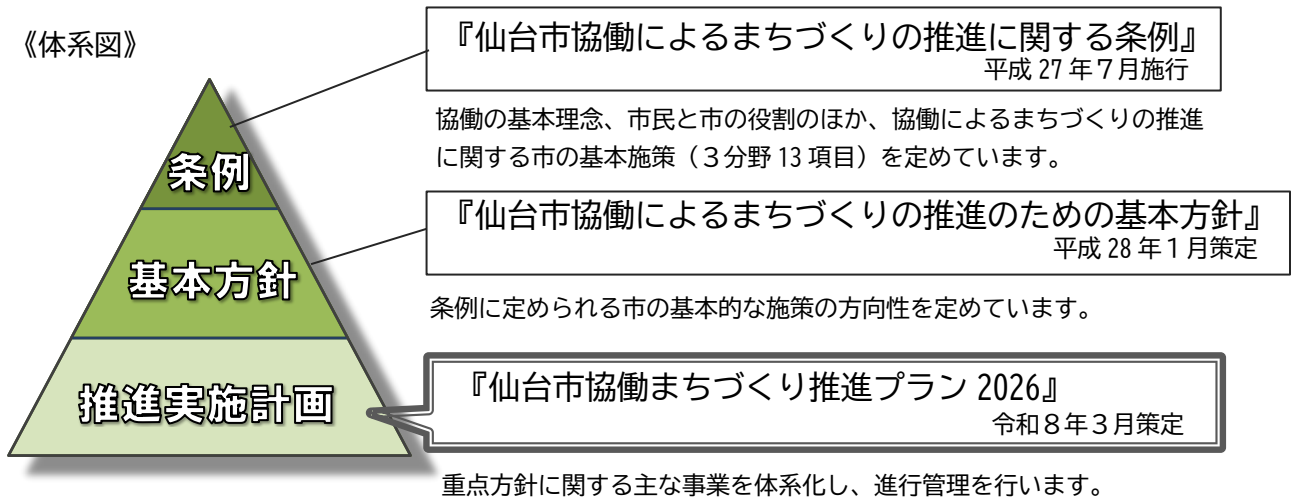 《体系図》
『仙台市協働によるまちづくりの推進に関する条例』
平成 27 年７月施行
協働の基本理念、市民と市の役割のほか、協働によるまちづくりの推進
に関する市の基本施策（３分野 13 項目）を定めています。
条例
『仙台市協働によるまちづくりの推進のための基本方針』
平成 28 年１月策定
基本方針
条例に定められる市の基本的な施策の方向性を定めています。
『仙台市協働まちづくり推進プラン 2026』
令和８年３月策定
推進実施計画
重点方針に関する主な事業を体系化し、進行管理を行います。